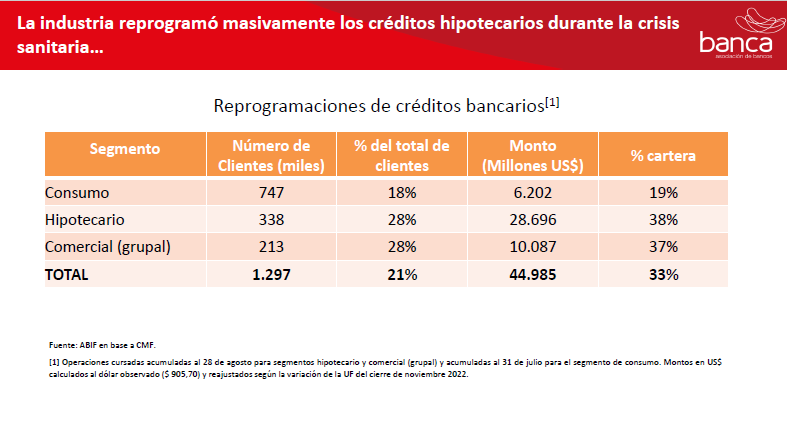 La industria reprogramó masivamente los créditos hipotecarios durante la crisis
sanitaria...
banca
asociación de bancos
Reprogramaciones de créditos bancarios[1]
Segmento Número de Clientes (miles) % del total de clientes Monto (Millones US$) % cartera
Consumo 747 18% 6.202 19%
Hipotecario 338 28% 28.696 38%
Comercial (grupal) 213 28% 10.087 37%
TOTAL 1.297 21% 44.985 33%
Fuente: ABIF en base a CMF.
[1] Operaciones cursadas acumuladas al 28 de agosto para segmentos hipotecario y comercial (grupal) y acumuladas al 31 de julio para el segmento de consumo. Montos en US$
calculados al dólar observado ($ 905,70) y reajustados según la variación de la UF del cierre de noviembre 2022.